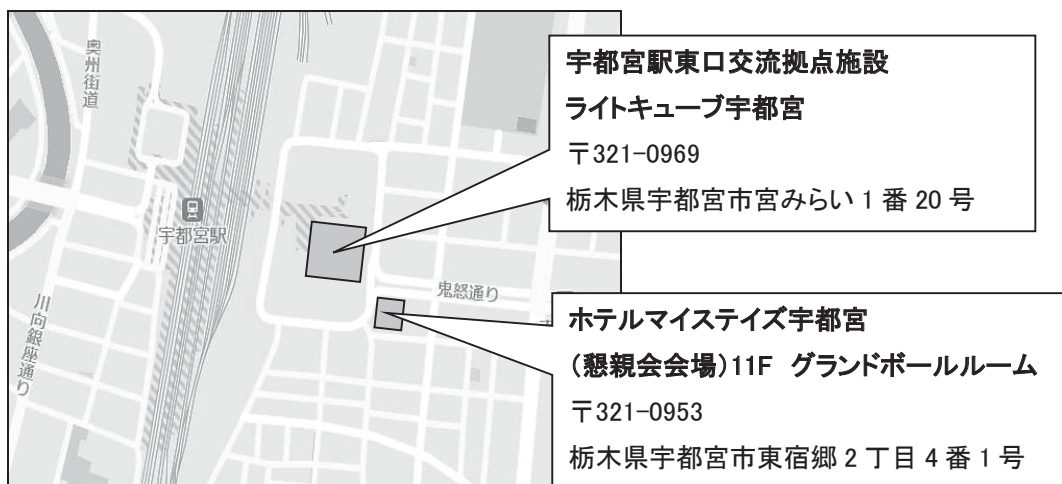 奥州街道
宇都宮駅
川向銀座通り
鬼怒通り
宇都宮駅東口交流拠点施設
ライトキューブ宇都宮
〒321-0969
栃木県宇都宮市宮みらい 1 番 20 号
ホテルマイステイズ宇都宮
(懇親会会場)11F　グランドボールルーム
〒321-0953
栃木県宇都宮市東宿郷 2 丁目 4 番 1 号